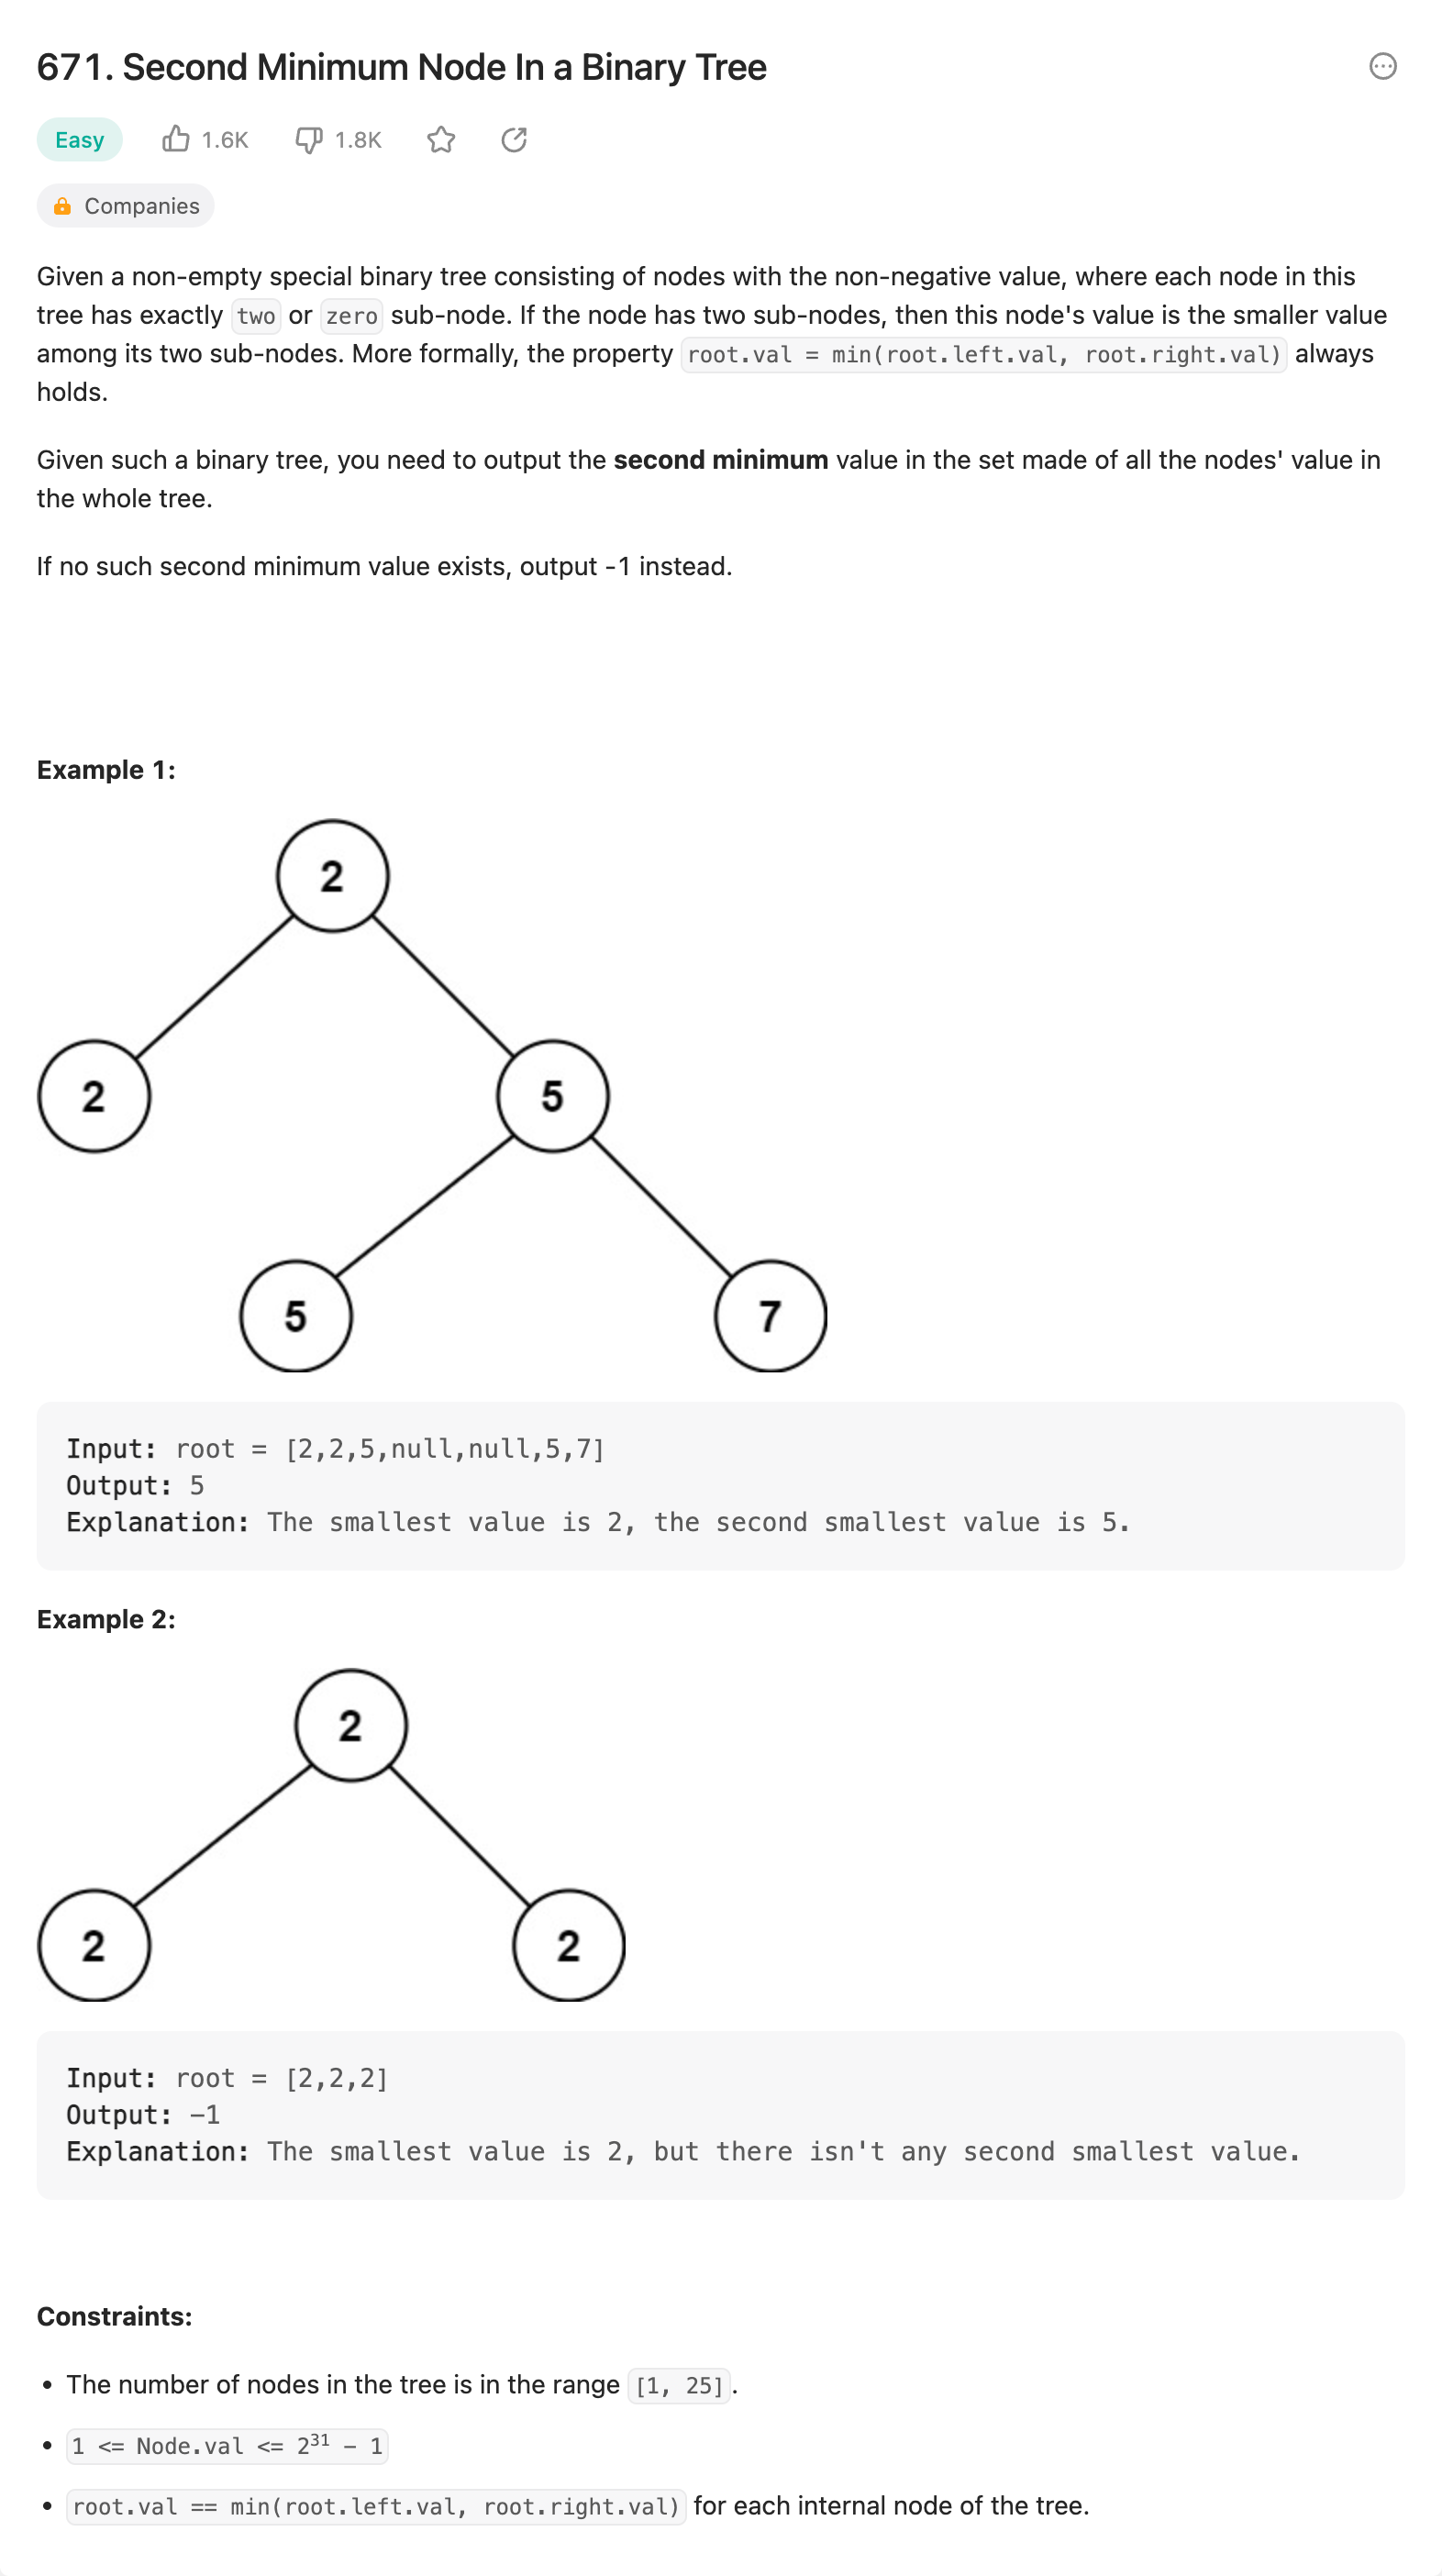 671. Second Minimum Node In a Binary Tree
Easy 1.6K 1.8K
Companies
Given a non-empty special binary tree consisting of nodes with the non-negative value, where each node in this
tree has exactly two or zero sub-node. If the node has two sub-nodes, then this node's value is the smaller value
among its two sub-nodes. More formally, the property root.val = min(root.left.val, root.right.val) always
holds.
Given such a binary tree, you need to output the second minimum value in the set made of all the nodes' value in
the whole tree.
If no such second minimum value exists, output -1 instead.
Example 1:
2
2 5
5 7
Input: root = [2,2,5,null,null,5,7]
Output: 5
Explanation: The smallest value is 2, the second smallest value is 5.
Example 2:
2
2 2
Input: root = [2,2,2]
Output: -1
Explanation: The smallest value is 2, but there isn't any second smallest value.
Constraints:
• The number of nodes in the tree is in the range [1, 25].
• 1 <= Node.val <= 2³¹ - 1
• root.val == min(root.left.val, root.right.val) for each internal node of the tree.